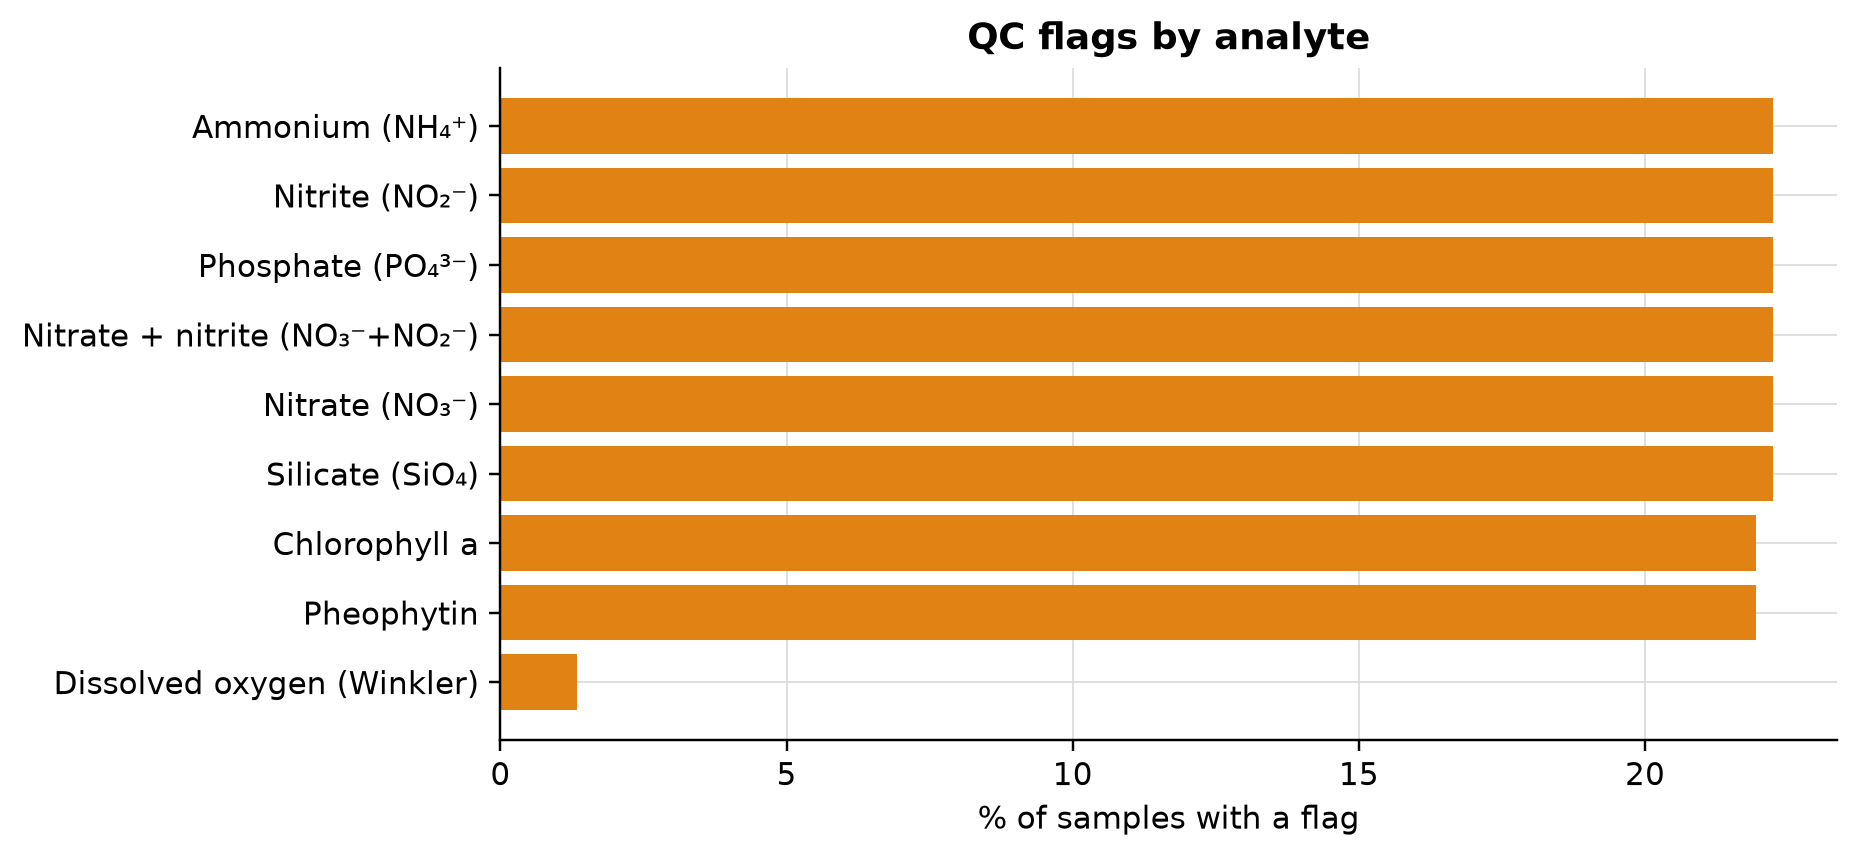 QC flags by analyte
Ammonium (NH₄⁺)
Nitrite (NO₂⁻)
Phosphate (PO₄³⁻)
Nitrate + nitrite (NO₃⁻+NO₂⁻)
Nitrate (NO₃⁻)
Silicate (SiO₄)
Chlorophyll a
Pheophytin
Dissolved oxygen (Winkler)
0 5 10 15 20
% of samples with a flag